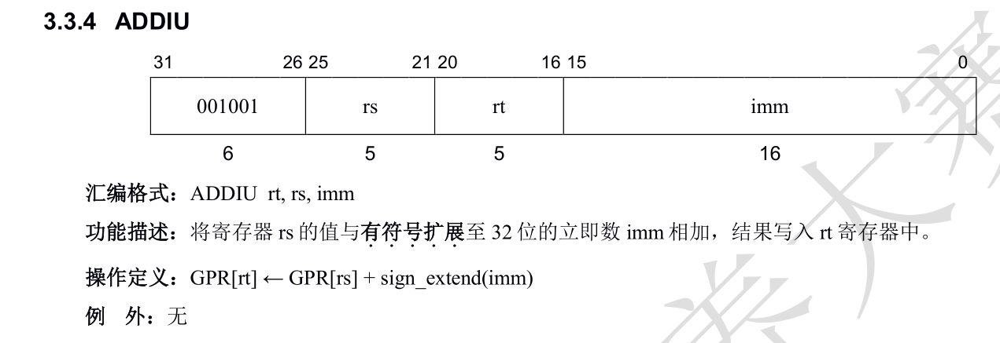 3.3.4 ADDIU
31 26 25 21 20 16 15 0
001001 rs rt imm
6 5 5 16
汇编格式：ADDIU rt, rs, imm
功能描述：将寄存器 rs 的值与有符号扩展至 32 位的立即数 imm 相加，结果写入 rt 寄存器中。
操作定义：GPR[rt] ← GPR[rs] + sign_extend(imm)
例 外：无
大赛